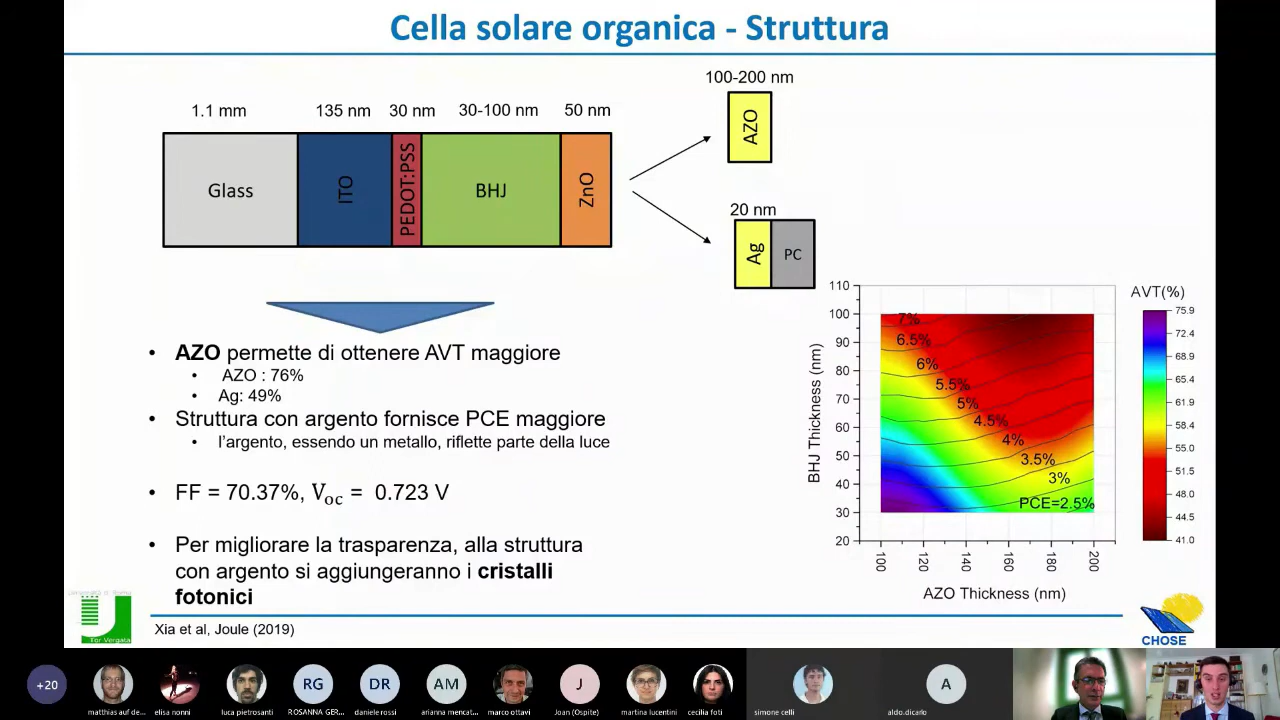 Cella solare organica - Struttura
100-200 nm
1.1 mm
135 nm
30 nm
30-100 nm
50 nm
Glass
ITO
PEDOT:PSS
BHJ
ZnO
AZO
20 nm
Ag
PC
• AZO permette di ottenere AVT maggiore
• AZO : 76%
• Ag: 49%
• Struttura con argento fornisce PCE maggiore
• l'argento, essendo un metallo, riflette parte della luce
• FF = 70.37%, Voc = 0.723 V
• Per migliorare la trasparenza, alla struttura
con argento si aggiungeranno i cristalli
fotonici
BHJ Thickness (nm)
110
100
90
80
70
60
50
40
30
20
7%
6.5%
6%
5.5%
5%
4.5%
4%
3.5%
3%
PCE=2.5%
100
120
140
160
180
200
AZO Thickness (nm)
AVT(%)
75.9
72.4
68.9
65.4
61.9
58.4
55.0
51.5
48.0
44.5
41.0
Tor Vergata
Xia et al, Joule (2019)
CHOSE
+20
matthias auf de...
elisa nonni
luca pietrosanti
RG
ROSANNA GER...
DR
daniele rossi
AM
arianna mencat...
marco ottavi
J
Joan (Ospite)
martina lucentini
cecilia foti
simone celli
A
aldo.dicarlo